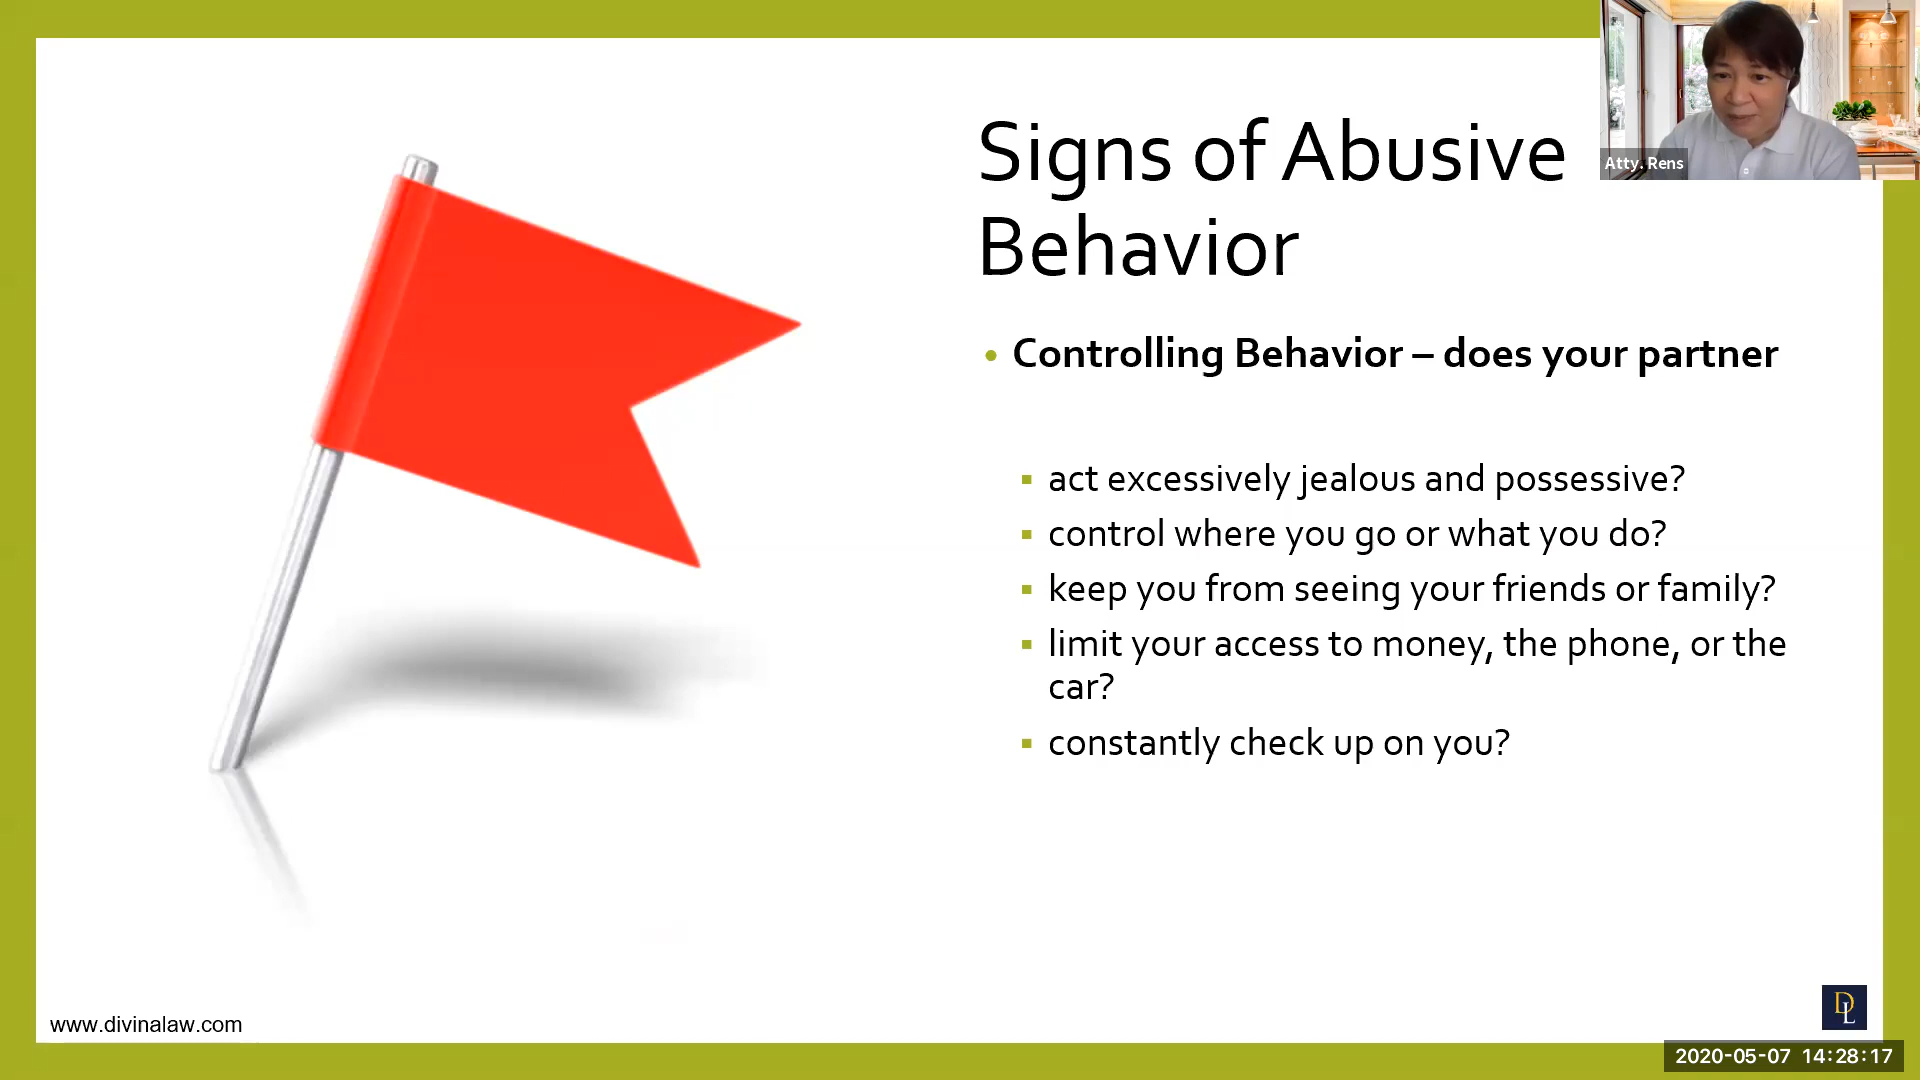 Signs of Abusive
Behavior
Atty. Rens
• Controlling Behavior – does your partner
▪ act excessively jealous and possessive?
▪ control where you go or what you do?
▪ keep you from seeing your friends or family?
▪ limit your access to money, the phone, or the
car?
▪ constantly check up on you?
www.divinalaw.com
DL
2020-05-07 14:28:17